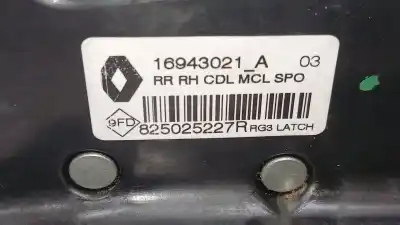 16943021_A 03
RR RH CDL MCL SPO
9FD 825025227R RG3 LATCH